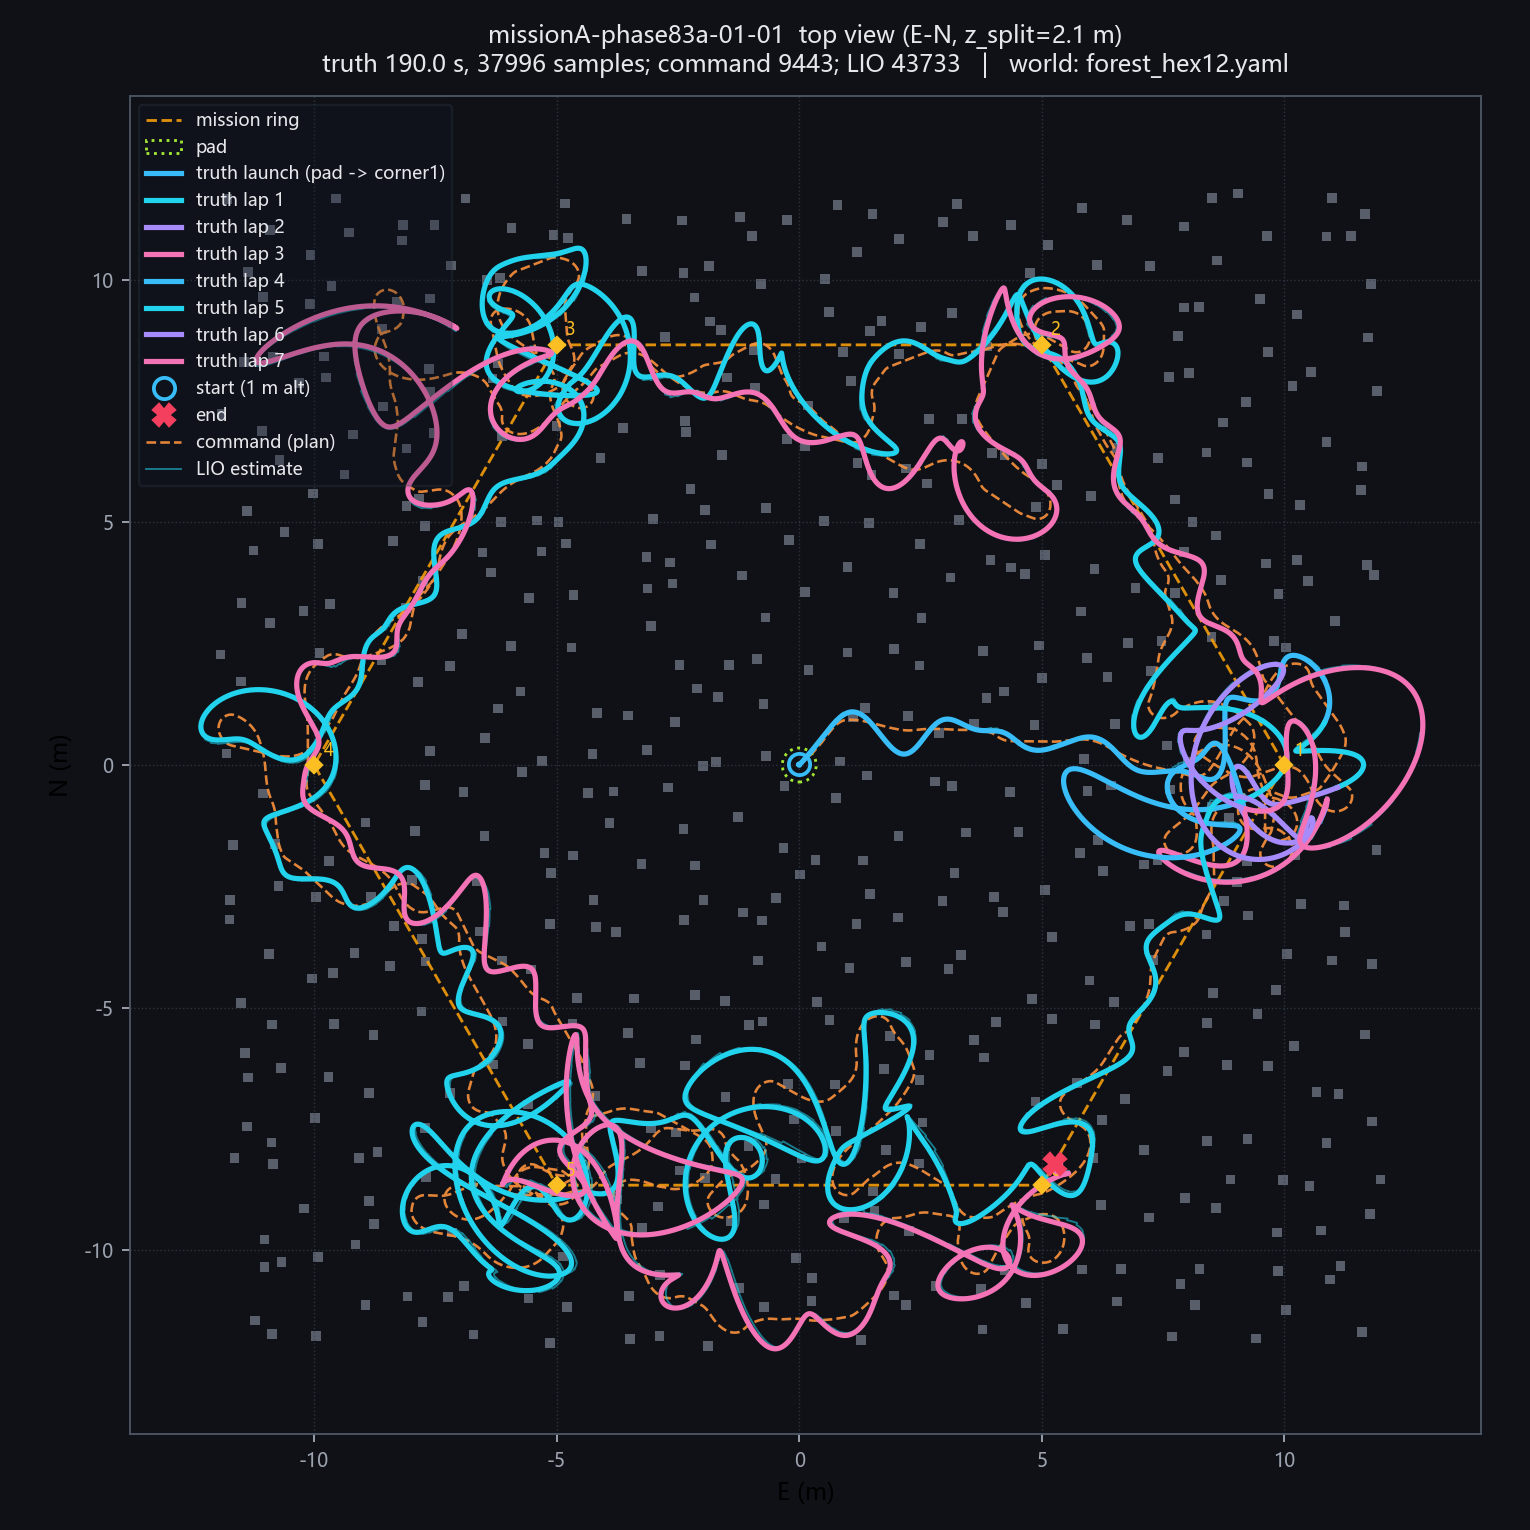 missionA-phase83a-01-01 top view (E-N, z_split=2.1 m)
truth 190.0 s, 37996 samples; command 9443; LIO 43733 | world: forest_hex12.yaml
mission ring
pad
truth launch (pad -> corner1)
truth lap 1
truth lap 2
truth lap 3
truth lap 4
truth lap 5
truth lap 6
truth lap 7
start (1 m alt)
end
command (plan)
LIO estimate
10
5
0
-5
-10
N (m)
3
2
4
1
5
-10
-5
0
5
10
E (m)